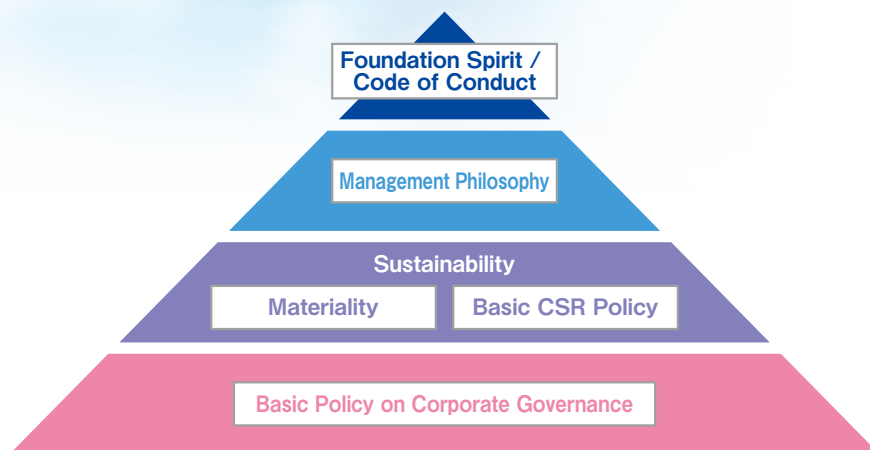 Foundation Spirit /
Code of Conduct
Management Philosophy
Sustainability
Materiality
Basic CSR Policy
Basic Policy on Corporate Governance